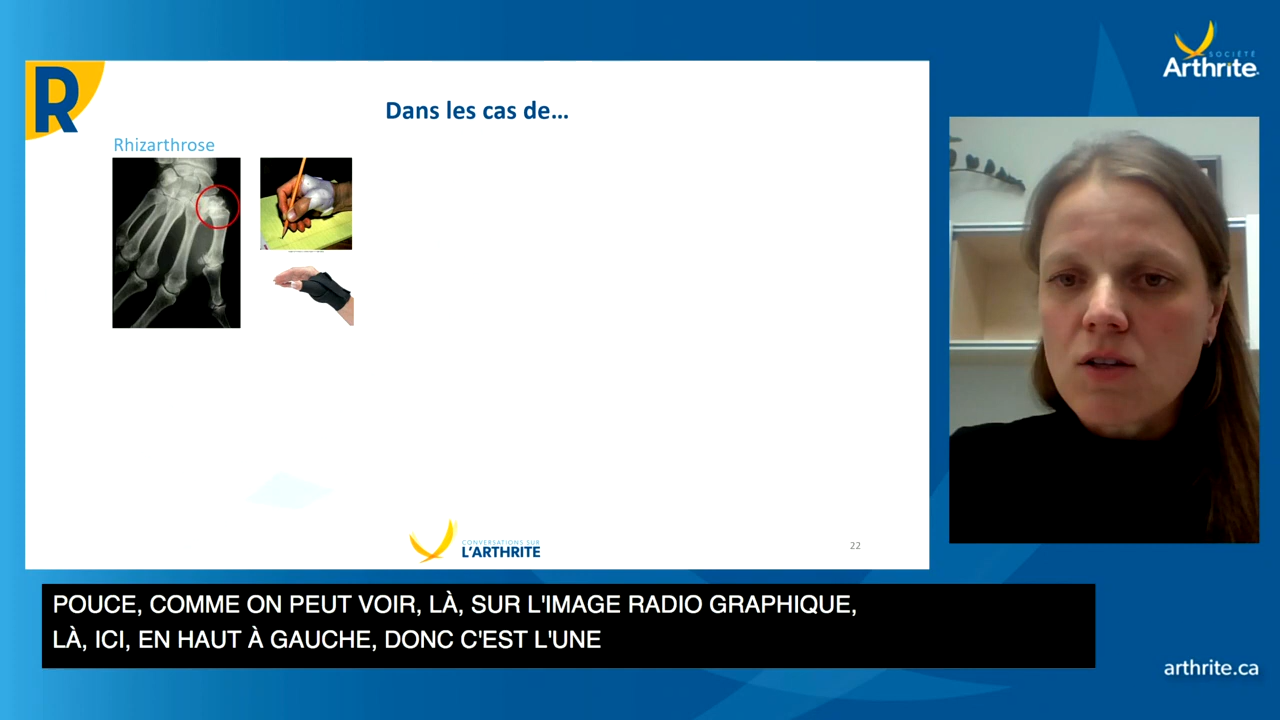 R
Dans les cas de...
Rhizarthrose
CONVERSATIONS SUR
L'ARTHRITE
22
SOCIÉTÉ
Arthrite
POUCE, COMME ON PEUT VOIR, LÀ, SUR L'IMAGE RADIO GRAPHIQUE,
LÀ, ICI, EN HAUT À GAUCHE, DONC C'EST L'UNE
arthrite.ca